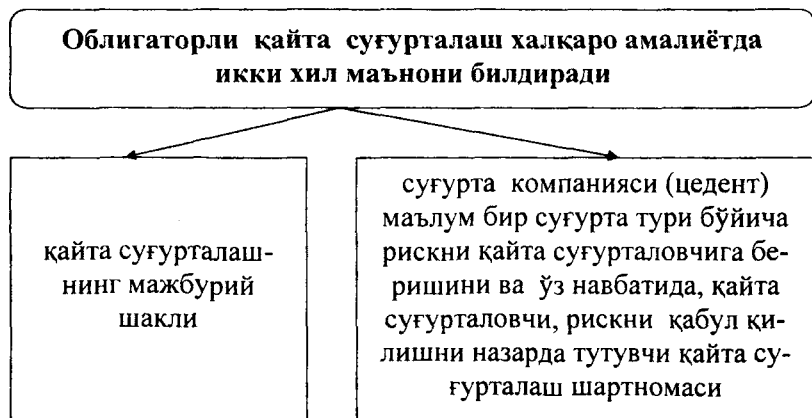 Облигаторли қайта суғурталаш халқаро амалиётда
икки хил маънони билдиради
қайта суғурталаш-
нинг мажбурий
шакли
суғурта компанияси (цедент)
маълум бир суғурта тури бўйича
рискни қайта суғурталовчига бе-
ришини ва ўз навбатида, қайта
суғурталовчи, рискни қабул қи-
лишни назарда тутувчи қайта су-
ғурталаш шартномаси